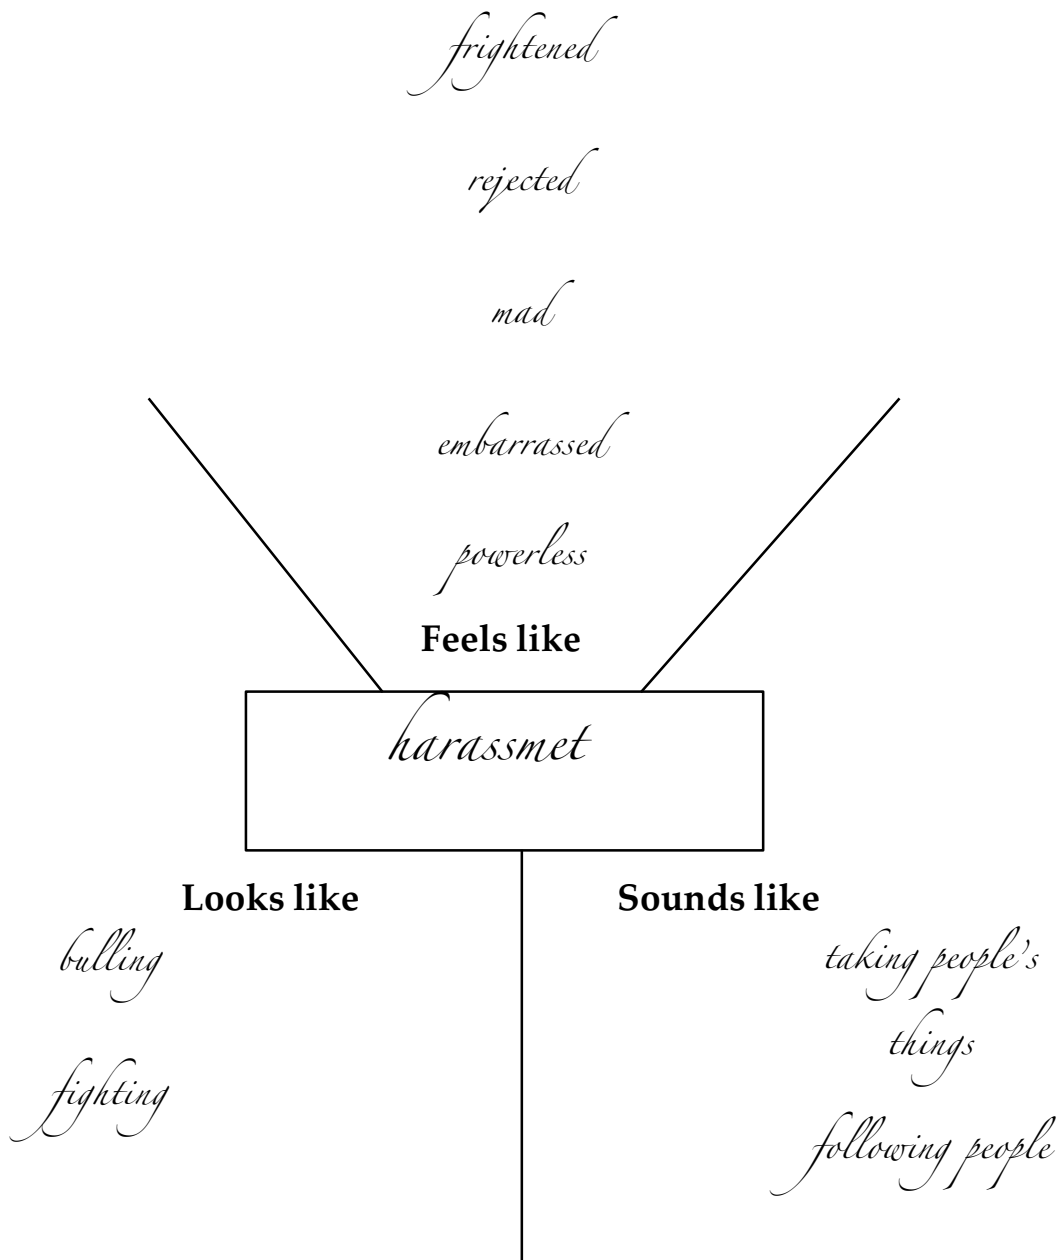 frightened
rejected
mad
embarrassed
powerless
Feels like
harassmet
Looks like
Sounds like
bulling
fighting
taking people's
things
following people